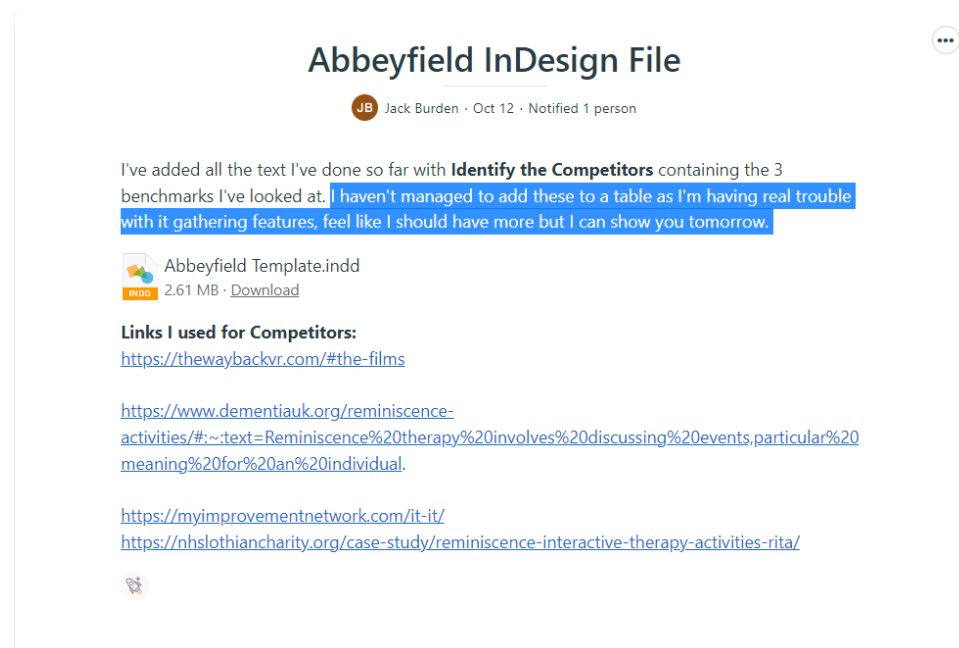 Abbeyfield InDesign File
JB Jack Burden · Oct 12 · Notified 1 person
I've added all the text I've done so far with Identify the Competitors containing the 3
benchmarks I've looked at. I haven't managed to add these to a table as I'm having real trouble
with it gathering features, feel like I should have more but I can show you tomorrow.
Abbeyfield Template.indd
INDD 2.61 MB · Download
Links I used for Competitors:
https://thewaybackvr.com/#the-films
https://www.dementiauk.org/reminiscence-
activities/#:~:text=Reminiscence%20therapy%20involves%20discussing%20events,particular%20
meaning%20for%20an%20individual.
https://myimprovementnetwork.com/it-it/
https://nhslothiancharity.org/case-study/reminiscence-interactive-therapy-activities-rita/